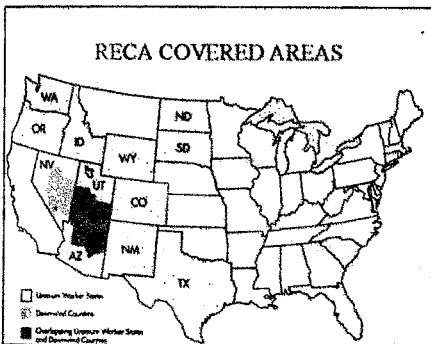 RECA COVERED AREAS
WA
OR
ID
ND
SD
WY
NV
UT
CO
AZ
NM
TX
Uranium Worker States
Downwind Counties
Overlapping Uranium Worker States
and Downwind Counties